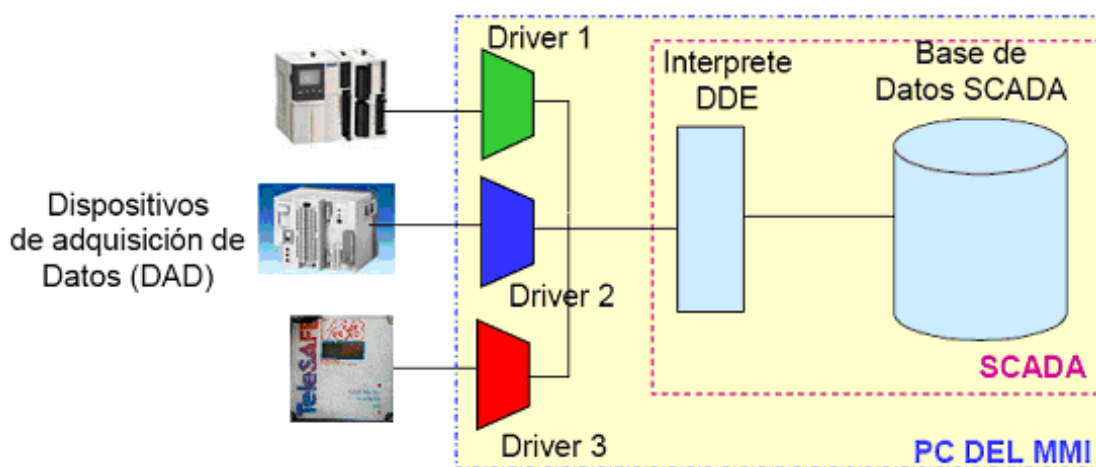 Driver 1
Interprete
DDE
Base de
Datos SCADA
Dispositivos
de adquisición de
Datos (DAD)
Driver 2
TeleSAFE
SCADA
Driver 3
PC DEL MMI